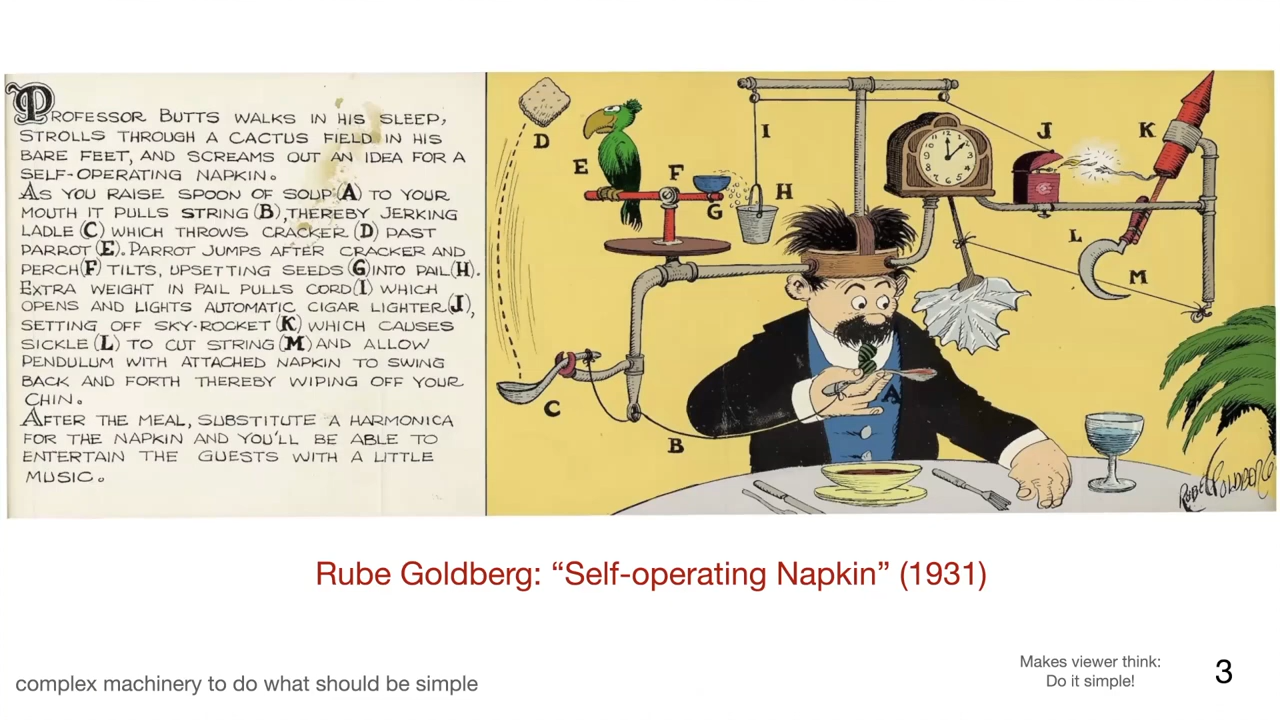 PROFESSOR BUTTS WALKS IN HIS SLEEP,
STROLLS THROUGH A CACTUS FIELD IN HIS
BARE FEET, AND SCREAMS OUT AN IDEA FOR A
SELF-OPERATING NAPKIN.
AS YOU RAISE SPOON OF SOUP (A) TO YOUR
MOUTH IT PULLS STRING (B), THEREBY JERKING
LADLE (C) WHICH THROWS CRACKER (D) PAST
PARROT (E). PARROT JUMPS AFTER CRACKER AND
PERCH (F) TILTS, UPSETTING SEEDS (G) INTO PAIL (H).
EXTRA WEIGHT IN PAIL PULLS CORD (I) WHICH
OPENS AND LIGHTS AUTOMATIC CIGAR LIGHTER (J),
SETTING OFF SKY-ROCKET (K) WHICH CAUSES
SICKLE (L) TO CUT STRING (M) AND ALLOW
PENDULUM WITH ATTACHED NAPKIN TO SWING
BACK AND FORTH THEREBY WIPING OFF YOUR
CHIN.
AFTER THE MEAL, SUBSTITUTE A HARMONICA
FOR THE NAPKIN AND YOU'LL BE ABLE TO
ENTERTAIN THE GUESTS WITH A LITTLE
MUSIC.
D
E
F
G
I
H
J
K
L
M
C
B
A
RUBE GOLDBERG
Rube Goldberg: “Self-operating Napkin” (1931)
complex machinery to do what should be simple
Makes viewer think:
Do it simple!
3